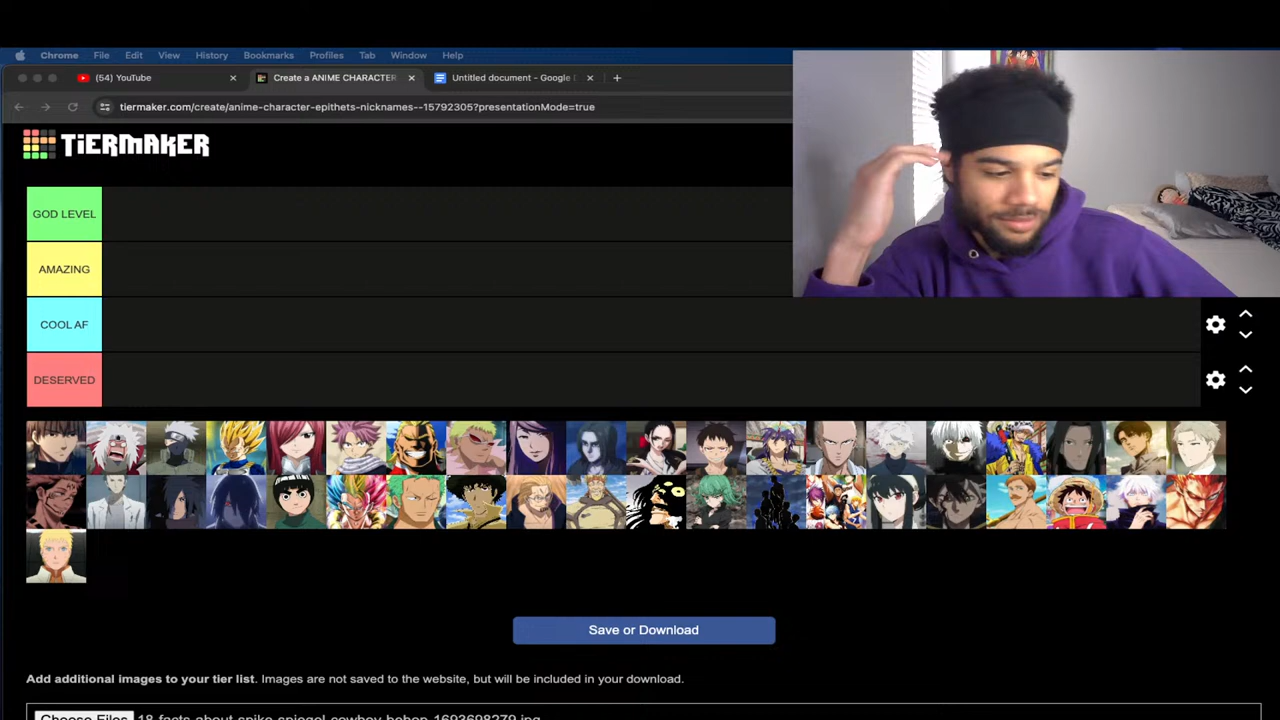 Chrome File Edit View History Bookmarks Profiles Tab Window Help
(54) YouTube
Create a ANIME CHARACTER
Untitled document - Google D
tiermaker.com/create/anime-character-epithets-nicknames--15792305?presentationMode=true
TIERMAKER
GOD LEVEL
AMAZING
COOL AF
DESERVED
Save or Download
Add additional images to your tier list. Images are not saved to the website, but will be included in your download.
Choose Files 18-facts-about-spike-spiegel-cowboy-bebop-1693698279.jpg